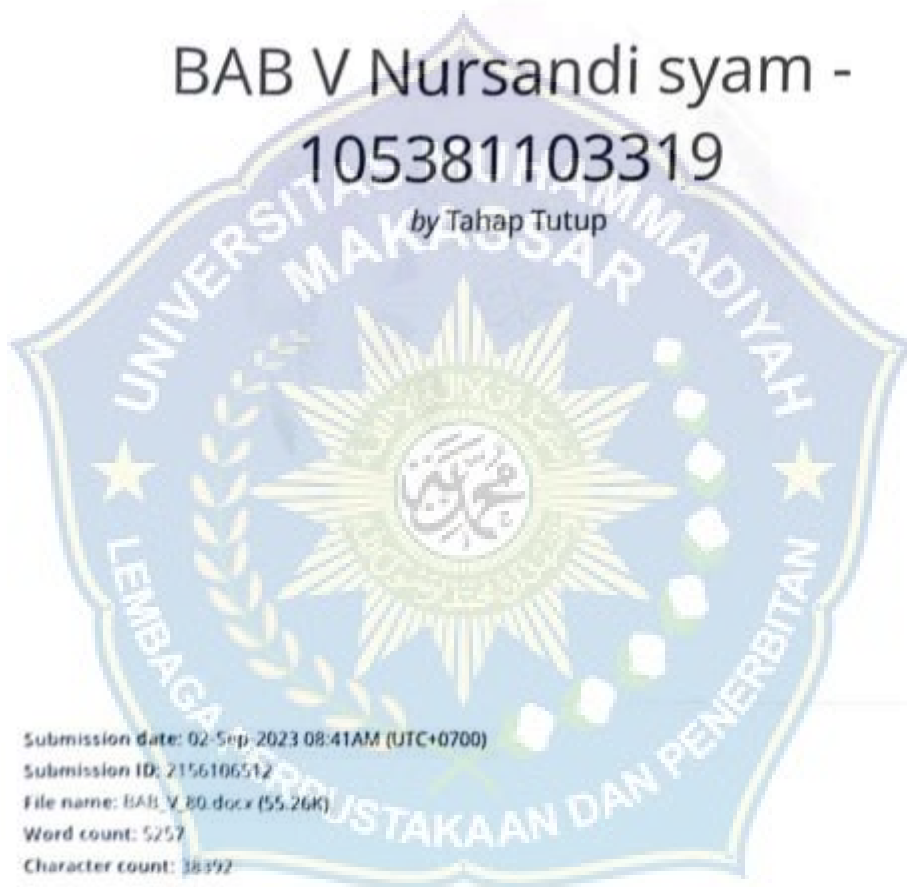 BAB V Nursandi syam -
105381103319
by Tahap Tutup
UNIVERSITAS MUHAMMADIYAH
MAKASSAR
محمدية
LEMBAGA PERPUSTAKAAN DAN PENERBITAN
Submission date: 02-Sep-2023 08:41AM (UTC+0700)
Submission ID: 2156106512
File name: BAB_V_80.docx (55.26K)
Word count: 5257
Character count: 38392